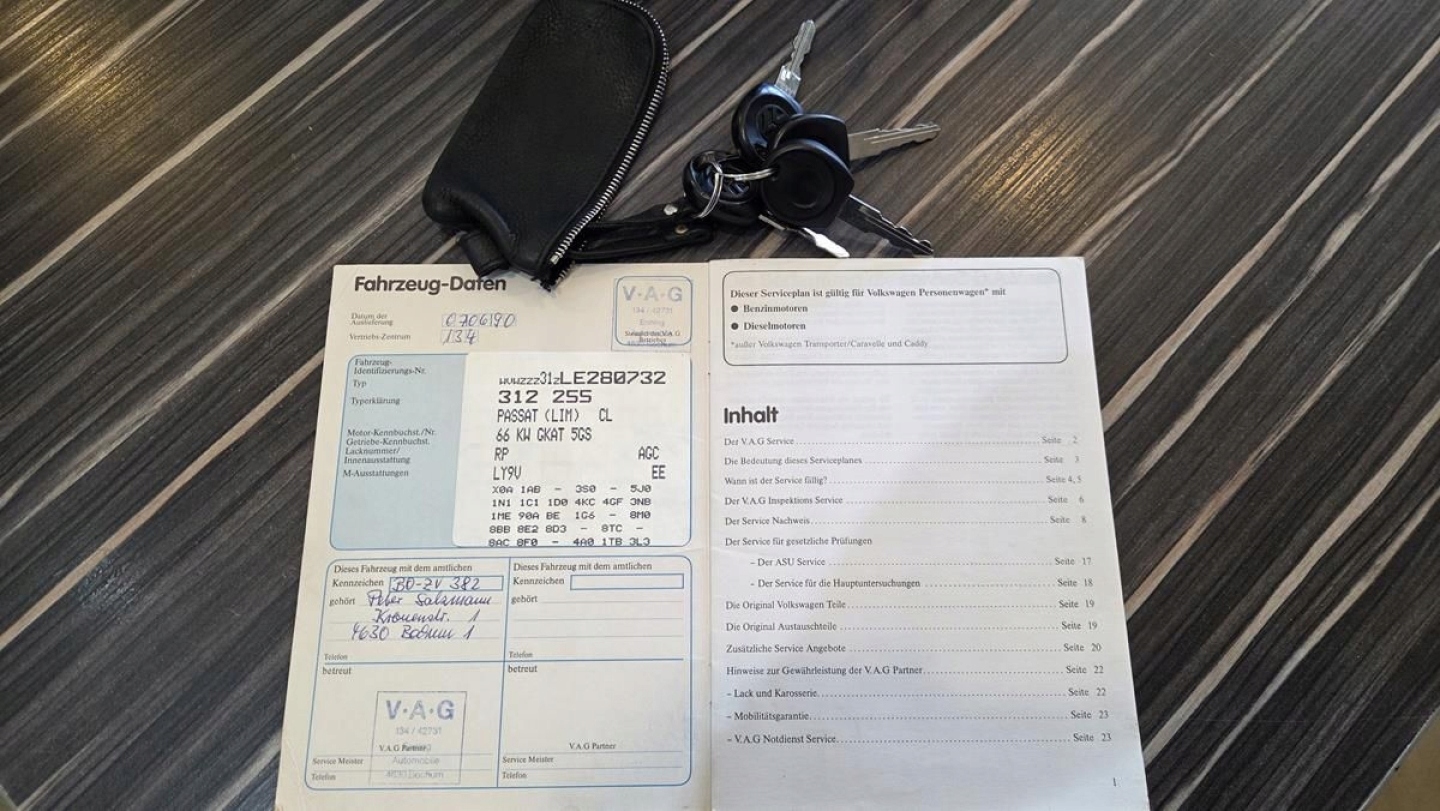 Fahrzeug-Daten
V·A·G
134 / 42731
Datum der
Auslieferung
070690
Vertriebs-Zentrum
134
Fahrzeug-
Identifizierungs-Nr.
WVWZZZ31ZLE280732
Typ
312 255
Typerklärung
PASSAT (LIM) CL
66 KW GKAT 5GS
Motor-Kennbuchst./Nr.
Getriebe-Kennbuchst.
RP AGC
Lacknummer/
Innenausstattung
LY9V EE
M-Ausstattungen
X0A 1AB - 3S0 - 5J0
1N1 1C1 1D0 4KC 4GF 3NB
1ME 90A BE 1G6 - 8M0
8BB 8E2 8D3 - 8TC -
8AC 8F0 - 4A0 1TB 3L3
Dieses Fahrzeug mit dem amtlichen
Kennzeichen BO-ZV 382
gehört Peter Salzmann
Kronenstr. 1
4630 Bochum 1
Telefon
betreut
V·A·G
134 / 42731
V.A.G Partner
Service Meister
Automobile
Telefon
4630 Bochum
Dieses Fahrzeug mit dem amtlichen
Kennzeichen
gehört
Telefon
betreut
V.A.G Partner
Service Meister
Telefon
Dieser Serviceplan ist gültig für Volkswagen Personenwagen* mit
● Benzinmotoren
● Dieselmotoren
*außer Volkswagen Transporter/Caravelle und Caddy
Inhalt
Der V.A.G Service Seite 2
Die Bedeutung dieses Serviceplanes Seite 3
Wann ist der Service fällig? Seite 4, 5
Der V.A.G Inspektions Service Seite 6
Der Service Nachweis Seite 8
Der Service für gesetzliche Prüfungen
- Der ASU Service Seite 17
- Der Service für die Hauptuntersuchungen Seite 18
Die Original Volkswagen Teile Seite 19
Die Original Austauschteile Seite 19
Zusätzliche Service Angebote Seite 20
Hinweise zur Gewährleistung der V.A.G Partner Seite 22
- Lack und Karosserie Seite 22
- Mobilitätsgarantie Seite 23
- V.A.G Notdienst Service Seite 23
1